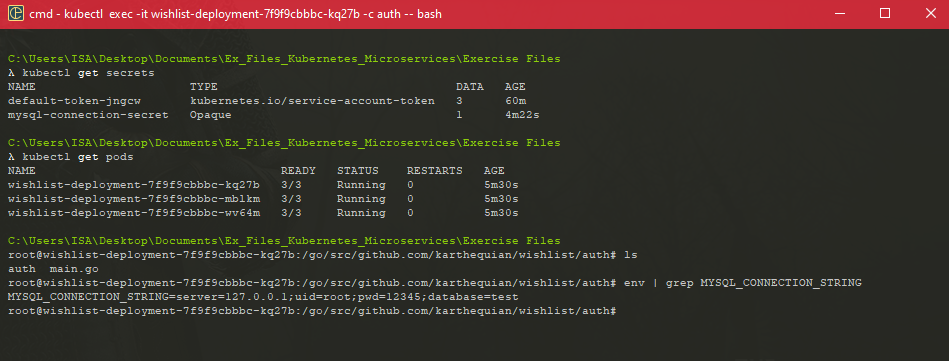 cmd - kubectl  exec -it wishlist-deployment-7f9f9cbbbc-kq27b -c auth -- bash
C:\Users\ISA\Desktop\Documents\Ex_Files_Kubernetes_Microservices\Exercise Files
λ kubectl get secrets
NAME                      TYPE                                  DATA   AGE
default-token-jngcw       kubernetes.io/service-account-token   3      60m
mysql-connection-secret   Opaque                                1      4m22s
C:\Users\ISA\Desktop\Documents\Ex_Files_Kubernetes_Microservices\Exercise Files
λ kubectl get pods
NAME                                   READY   STATUS    RESTARTS   AGE
wishlist-deployment-7f9f9cbbbc-kq27b   3/3     Running   0          5m30s
wishlist-deployment-7f9f9cbbbc-mblkm   3/3     Running   0          5m30s
wishlist-deployment-7f9f9cbbbc-wv64m   3/3     Running   0          5m30s
C:\Users\ISA\Desktop\Documents\Ex_Files_Kubernetes_Microservices\Exercise Files
root@wishlist-deployment-7f9f9cbbbc-kq27b:/go/src/github.com/karthequian/wishlist/auth# ls
auth  main.go
root@wishlist-deployment-7f9f9cbbbc-kq27b:/go/src/github.com/karthequian/wishlist/auth# env | grep MYSQL_CONNECTION_STRING
MYSQL_CONNECTION_STRING=server=127.0.0.1;uid=root;pwd=12345;database=test
root@wishlist-deployment-7f9f9cbbbc-kq27b:/go/src/github.com/karthequian/wishlist/auth#